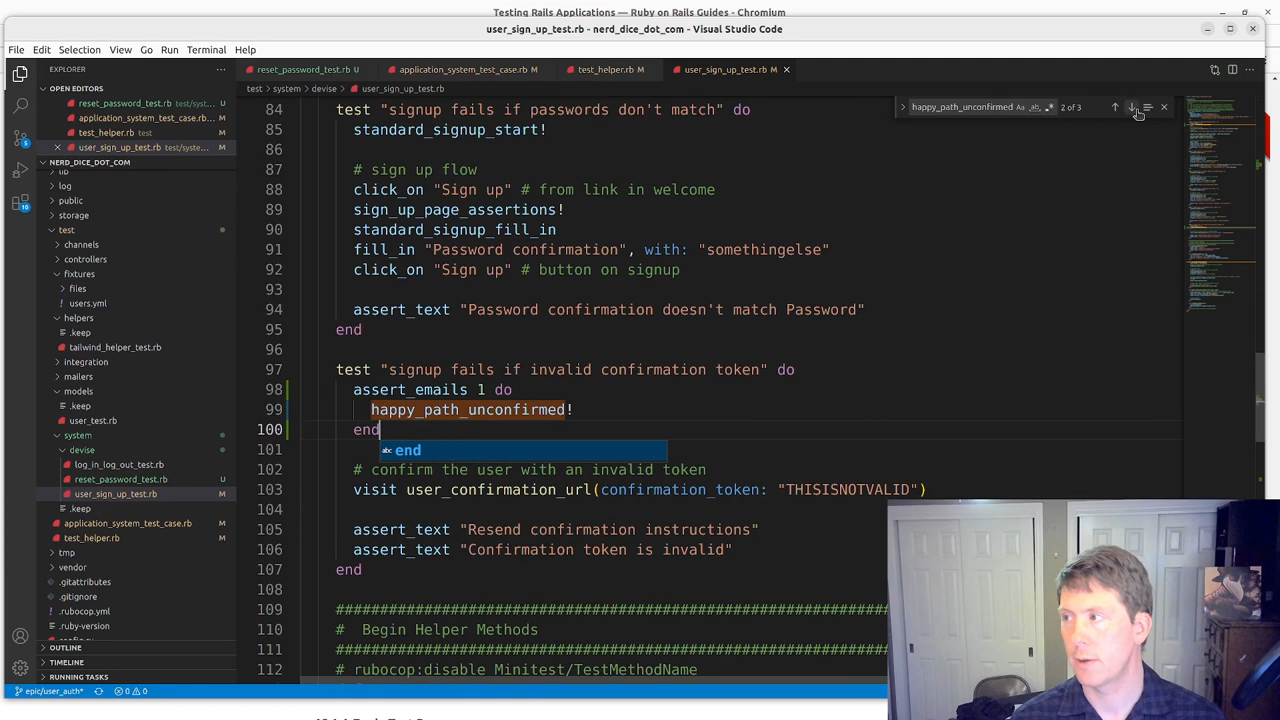 Testing Rails Applications — Ruby on Rails Guides - Chromium
user_sign_up_test.rb - nerd_dice_dot_com - Visual Studio Code
File Edit Selection View Go Run Terminal Help
EXPLORER
reset_password_test.rb U
application_system_test_case.rb M
test_helper.rb M
user_sign_up_test.rb M
test > system > devise > user_sign_up_test.rb
OPEN EDITORS
reset_password_test.rb test/syst... U
application_system_test_case.rb... M
test_helper.rb test M
user_sign_up_test.rb test/syste... M
NERD_DICE_DOT_COM
lib
log
public
storage
test
channels
controllers
fixtures
files
users.yml
helpers
.keep
tailwind_helper_test.rb
integration
mailers
models
.keep
user_test.rb
system
devise
log_in_log_out_test.rb
reset_password_test.rb U
user_sign_up_test.rb M
.keep
application_system_test_case.rb M
test_helper.rb M
tmp
vendor
.gitattributes
.gitignore
.rubocop.yml
.ruby-version
OUTLINE
TIMELINE
RUNNING TASKS
5
10
happy_path_unconfirmed Aa ab .* 2 of 3
84 test "signup fails if passwords don't match" do
85 standard_signup_start!
86
87 # sign up flow
88 click_on "Sign up" # from link in welcome
89 sign_up_page_assertions!
90 standard_signup_fill_in
91 fill_in "Password confirmation", with: "somethingelse"
92 click_on "Sign up" # button on signup
93
94 assert_text "Password confirmation doesn't match Password"
95 end
96
97 test "signup fails if invalid confirmation token" do
98 assert_emails 1 do
99 happy_path_unconfirmed!
100 end
101 abc end
102 # confirm the user with an invalid token
103 visit user_confirmation_url(confirmation_token: "THISISNOTVALID")
104
105 assert_text "Resend confirmation instructions"
106 assert_text "Confirmation token is invalid"
107 end
108
109 ################################################################
110 # Begin Helper Methods
111 ################################################################
112 # rubocop:disable Minitest/TestMethodName
epic/user_auth* 0 0